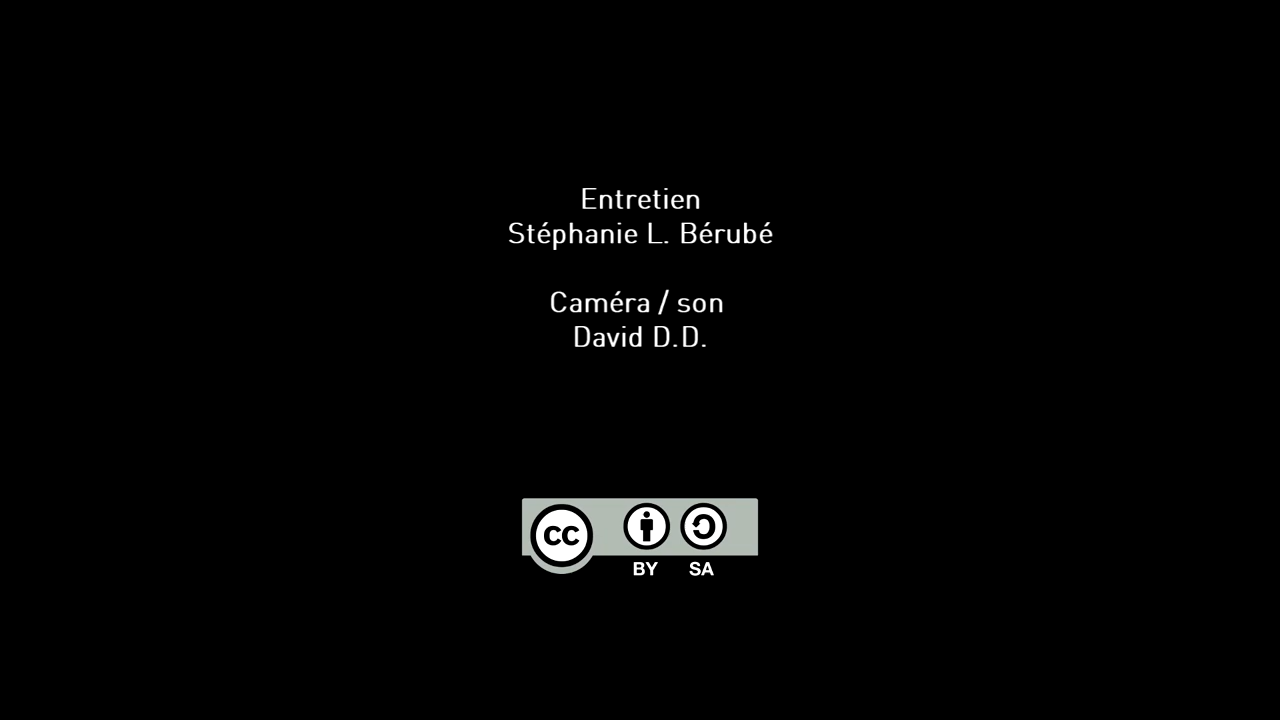 Entretien
Stéphanie L. Bérubé
Caméra / son
David D.D.
CC
BY SA